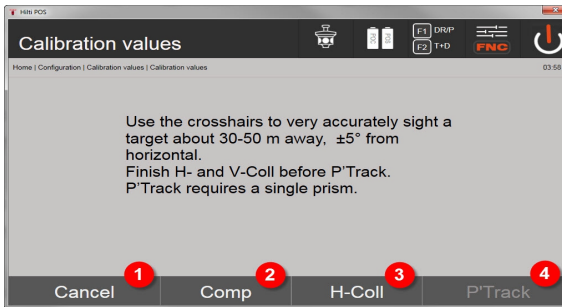 Hilti POS
Calibration values
POC
POC
F1 DR/P
F2 T+D
FNC
Home | Configuration | Calibration values | Calibration values
03:58
Use the crosshairs to very accurately sight a
target about 30-50 m away, ±5° from
horizontal.
Finish H- and V-Coll before P'Track.
P'Track requires a single prism.
1
2
3
4
Cancel
Comp
H-Coll
P'Track